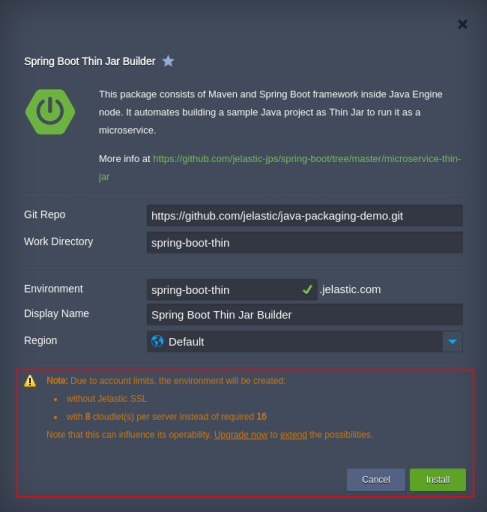 Spring Boot Thin Jar Builder
This package consists of Maven and Spring Boot framework inside Java Engine
node. It automates building a sample Java project as Thin Jar to run it as a
microservice.
More info at https://github.com/jelastic-jps/spring-boot/tree/master/microservice-thin-
jar
Git Repo https://github.com/jelastic/java-packaging-demo.git
Work Directory spring-boot-thin
Environment spring-boot-thin .jelastic.com
Display Name Spring Boot Thin Jar Builder
Region Default
Note: Due to account limits, the environment will be created:
• without Jelastic SSL
• with 8 cloudlet(s) per server instead of required 16
Note that this can influence its operability. Upgrade now to extend the possibilities.
Cancel Install